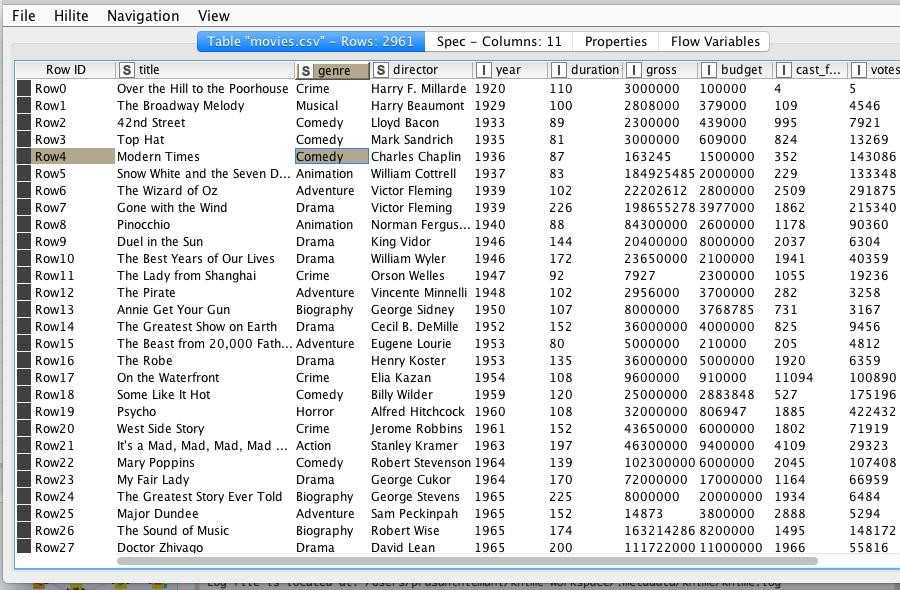 File Hilite Navigation View
Table "movies.csv" – Rows: 2961 Spec – Columns: 11 Properties Flow Variables
Row ID S title S genre S director I year I duration I gross I budget I cast_f... I votes
Row0 Over the Hill to the Poorhouse Crime Harry F. Millarde 1920 110 3000000 100000 4 5
Row1 The Broadway Melody Musical Harry Beaumont 1929 100 2808000 379000 109 4546
Row2 42nd Street Comedy Lloyd Bacon 1933 89 2300000 439000 995 7921
Row3 Top Hat Comedy Mark Sandrich 1935 81 3000000 609000 824 13269
Row4 Modern Times Comedy Charles Chaplin 1936 87 163245 1500000 352 143086
Row5 Snow White and the Seven D... Animation William Cottrell 1937 83 184925485 2000000 229 133348
Row6 The Wizard of Oz Adventure Victor Fleming 1939 102 22202612 2800000 2509 291875
Row7 Gone with the Wind Drama Victor Fleming 1939 226 198655278 3977000 1862 215340
Row8 Pinocchio Animation Norman Fergus... 1940 88 84300000 2600000 1178 90360
Row9 Duel in the Sun Drama King Vidor 1946 144 20400000 8000000 2037 6304
Row10 The Best Years of Our Lives Drama William Wyler 1946 172 23650000 2100000 1941 40359
Row11 The Lady from Shanghai Crime Orson Welles 1947 92 7927 2300000 1055 19236
Row12 The Pirate Adventure Vincente Minnelli 1948 102 2956000 3700000 282 3258
Row13 Annie Get Your Gun Biography George Sidney 1950 107 8000000 3768785 731 3167
Row14 The Greatest Show on Earth Drama Cecil B. DeMille 1952 152 36000000 4000000 825 9456
Row15 The Beast from 20,000 Fath... Adventure Eugene Lourie 1953 80 5000000 210000 205 4812
Row16 The Robe Drama Henry Koster 1953 135 36000000 5000000 1920 6359
Row17 On the Waterfront Crime Elia Kazan 1954 108 9600000 910000 11094 100890
Row18 Some Like It Hot Comedy Billy Wilder 1959 120 25000000 2883848 527 175196
Row19 Psycho Horror Alfred Hitchcock 1960 108 32000000 806947 1885 422432
Row20 West Side Story Crime Jerome Robbins 1961 152 43650000 6000000 1802 71919
Row21 It's a Mad, Mad, Mad, Mad ... Action Stanley Kramer 1963 197 46300000 9400000 4109 29323
Row22 Mary Poppins Comedy Robert Stevenson 1964 139 102300000 6000000 2045 107408
Row23 My Fair Lady Drama George Cukor 1964 170 72000000 17000000 1164 66959
Row24 The Greatest Story Ever Told Biography George Stevens 1965 225 8000000 20000000 1934 6484
Row25 Major Dundee Adventure Sam Peckinpah 1965 152 14873 3800000 2888 5294
Row26 The Sound of Music Biography Robert Wise 1965 174 163214286 8200000 1495 148172
Row27 Doctor Zhivago Drama David Lean 1965 200 111722000 11000000 1966 55816